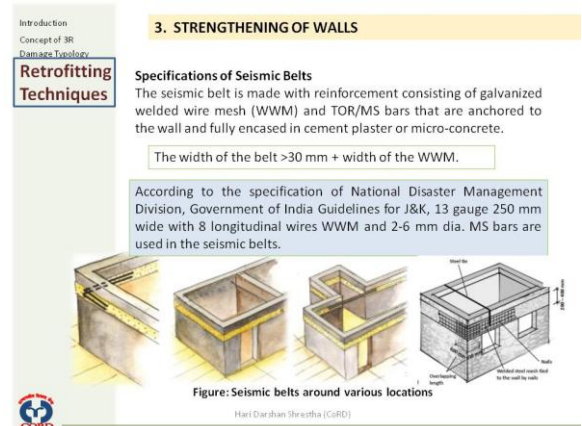 Introduction
Concept of 3R
Damage Typology
Retrofitting
Techniques
3. STRENGTHENING OF WALLS
Specifications of Seismic Belts
The seismic belt is made with reinforcement consisting of galvanized
welded wire mesh (WWM) and TOR/MS bars that are anchored to
the wall and fully encased in cement plaster or micro-concrete.
The width of the belt >30 mm + width of the WWM.
According to the specification of National Disaster Management
Division, Government of India Guidelines for J&K, 13 gauge 250 mm
wide with 8 longitudinal wires WWM and 2-6 mm dia. MS bars are
used in the seismic belts.
Steel tie
Nails
Overlapping
length
Welded steel mesh tied
to the wall by nails
Figure: Seismic belts around various locations
Hari Darshan Shrestha (CoRD)
CORD